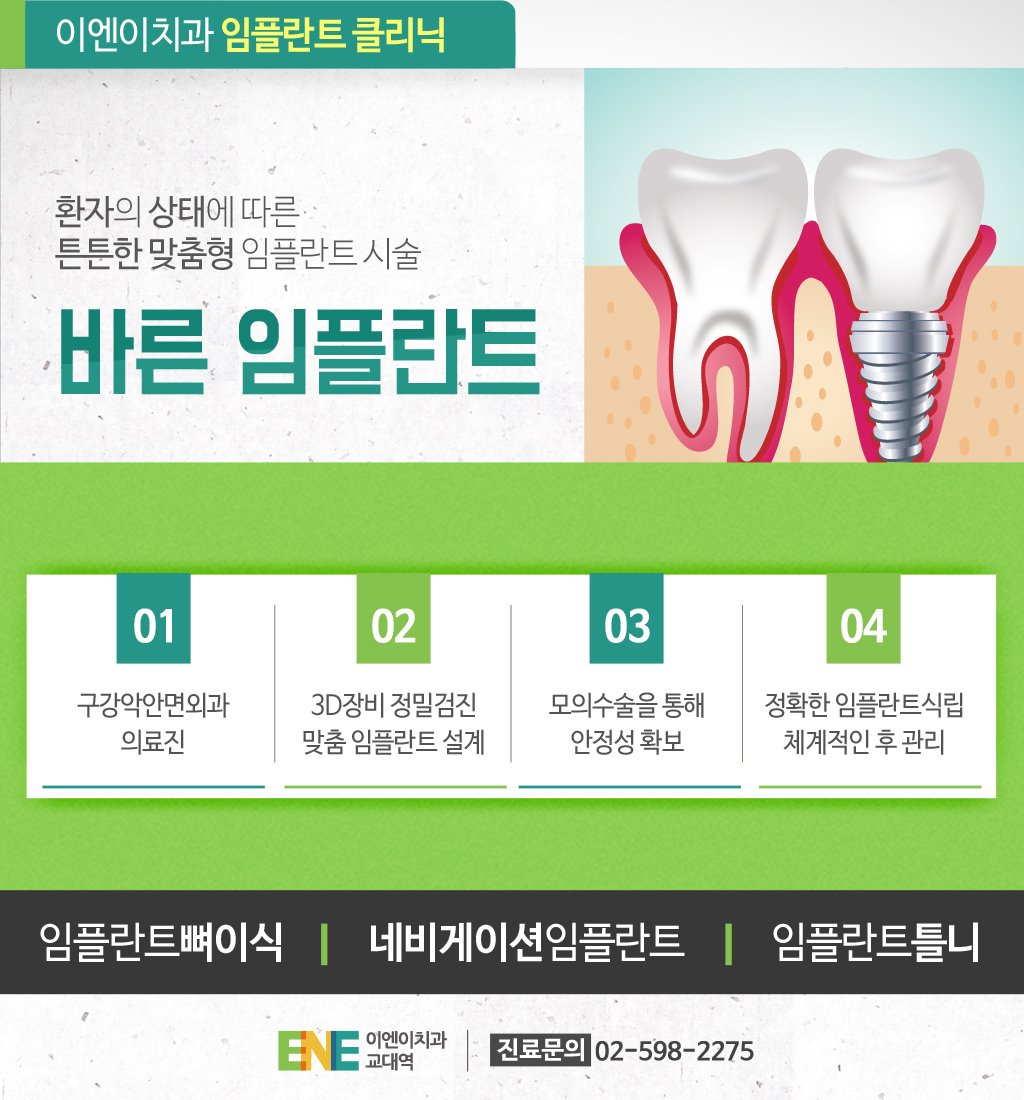 이엔이치과 임플란트 클리닉
환자의 상태에 따른
튼튼한 맞춤형 임플란트 시술
바른 임플란트
01
구강악안면외과
의료진
02
3D장비 정밀검진
맞춤 임플란트 설계
03
모의수술을 통해
안정성 확보
04
정확한 임플란트식립
체계적인 후 관리
임플란트뼈이식 | 네비게이션임플란트 | 임플란트틀니
ENE 이엔이치과 교대역 | 진료문의 02-598-2275